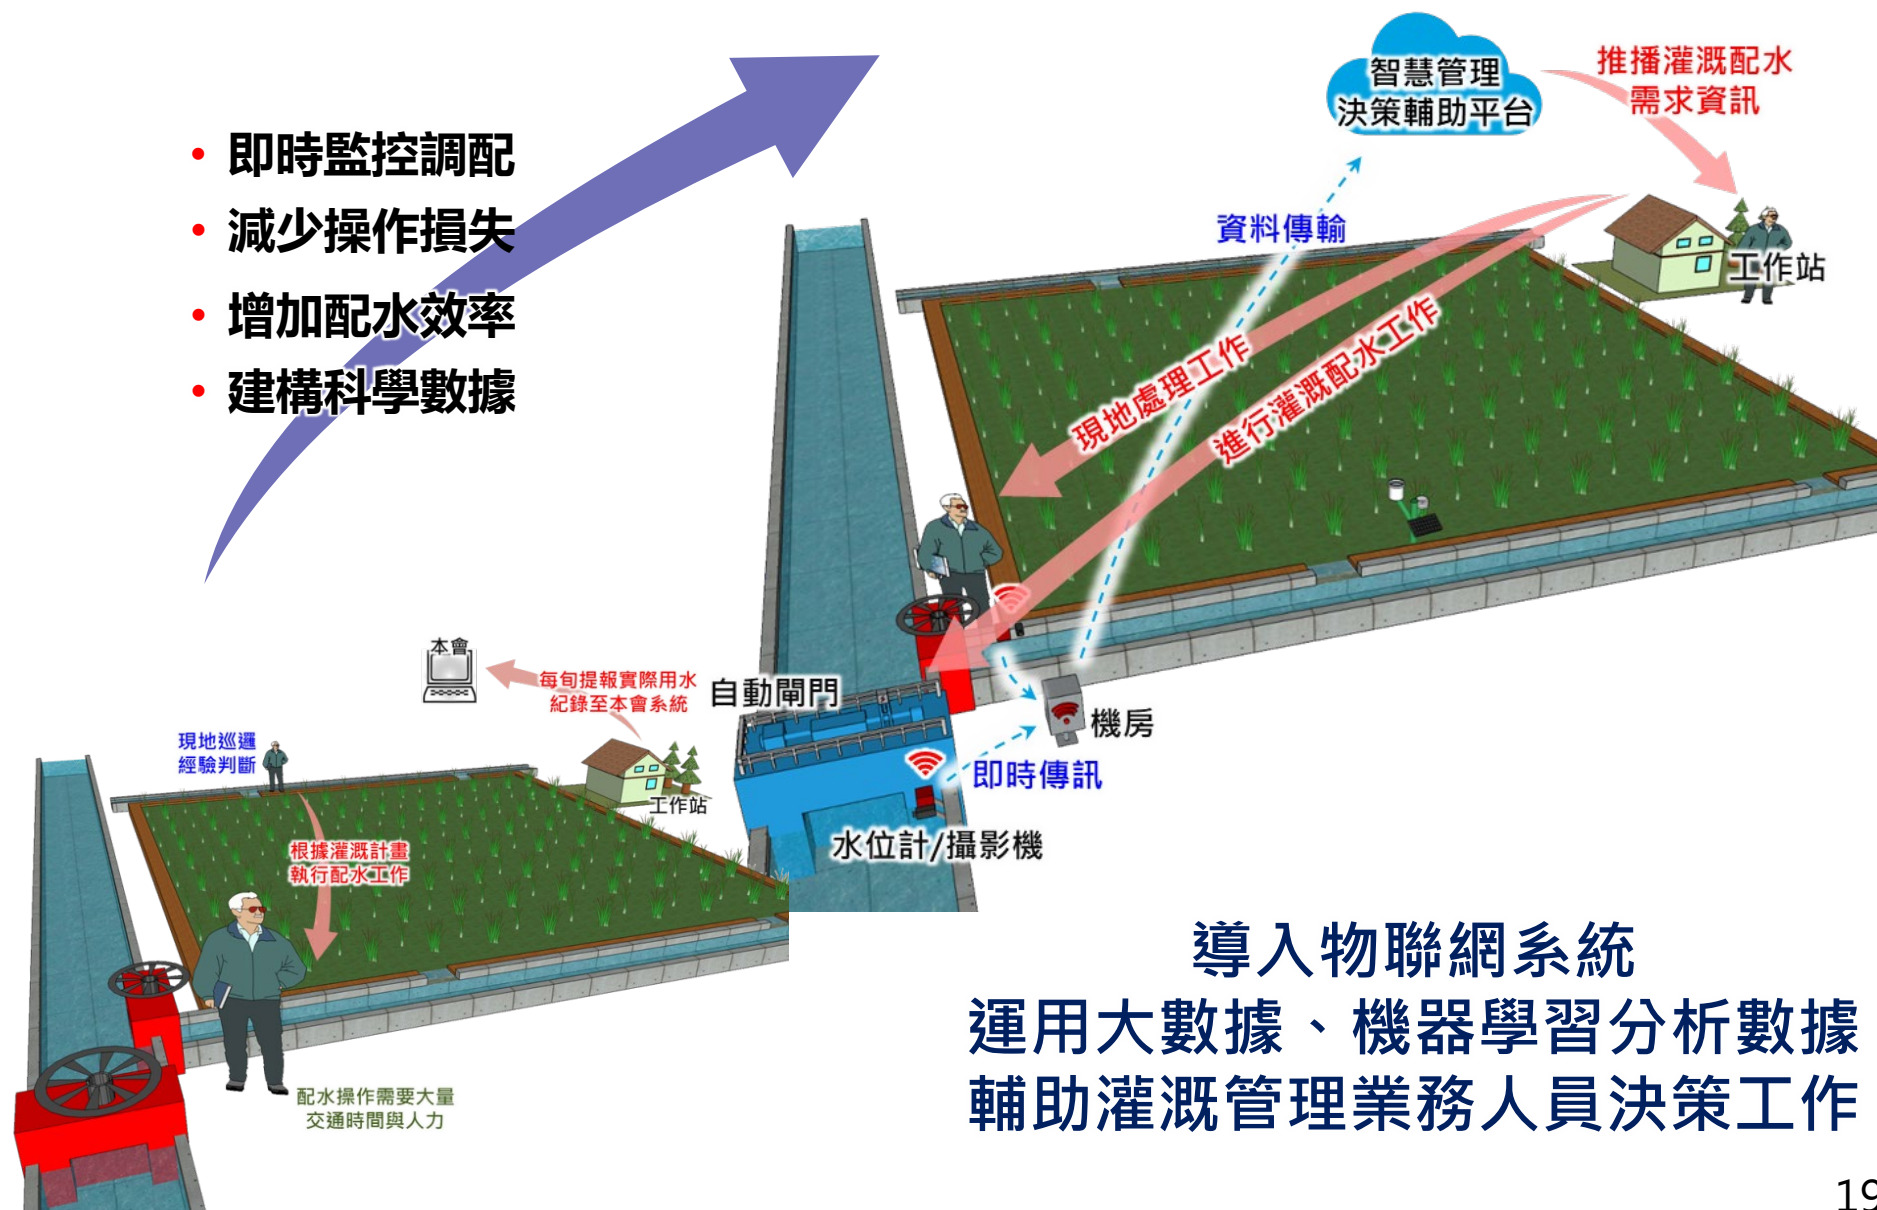 • 即時監控調配
• 減少操作損失
• 增加配水效率
• 建構科學數據
智慧管理
決策輔助平台
推播灌溉配水
需求資訊
資料傳輸
工作站
現地處理工作
進行灌溉配水工作
自動閘門
機房
即時傳訊
水位計/攝影機
本會
每旬提報實際用水
紀錄至本會系統
現地巡邏
經驗判斷
工作站
根據灌溉計畫
執行配水工作
配水操作需要大量
交通時間與人力
導入物聯網系統
運用大數據、機器學習分析數據
輔助灌溉管理業務人員決策工作
19